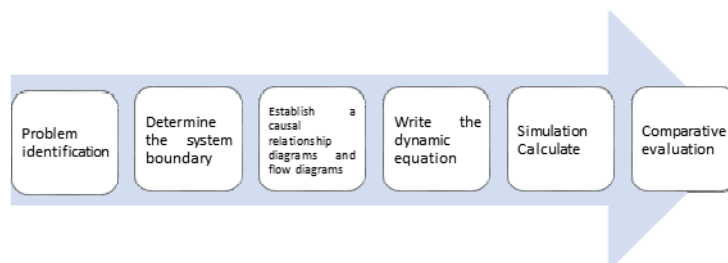 Problem
identification
Determine
the system
boundary
Establish a
causal
relationship
diagrams and
flow diagrams
Write the
dynamic
equation
Simulation
Calculate
Comparative
evaluation